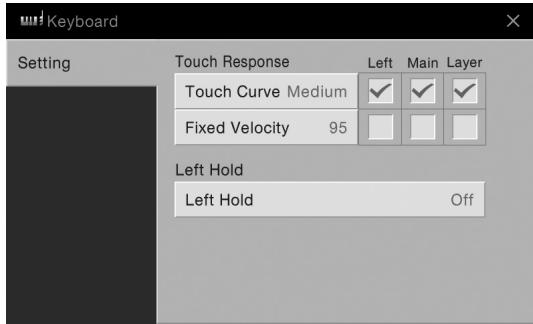 Keyboard
Setting
Touch Response Left Main Layer
Touch Curve Medium
Fixed Velocity 95
Left Hold
Left Hold Off